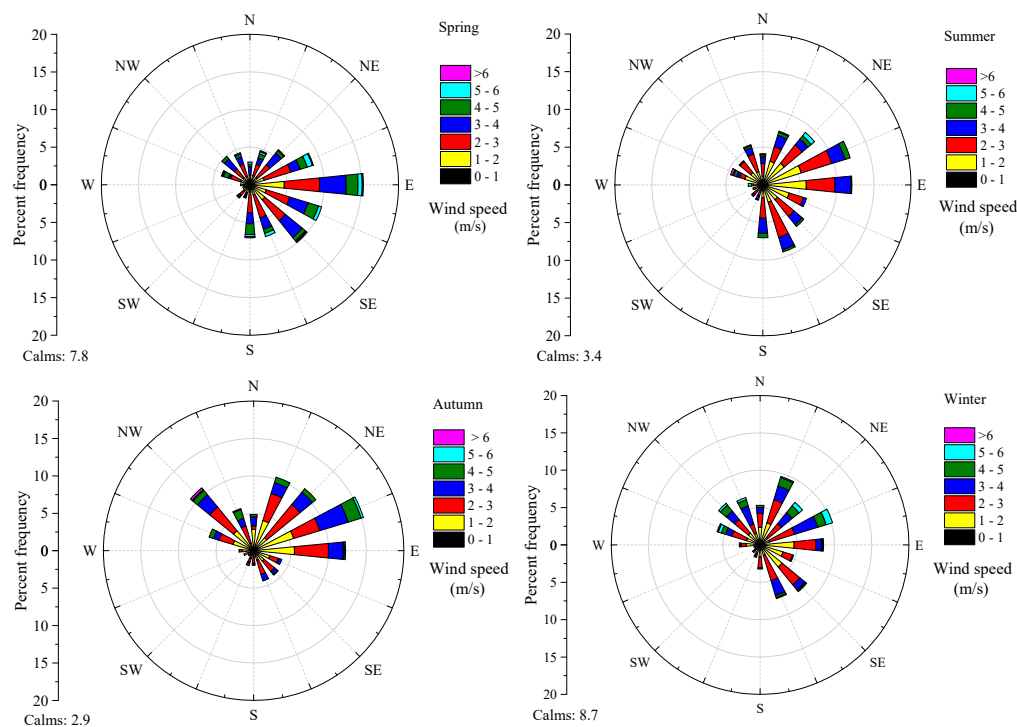 Spring
Percent frequency
20
15
10
5
0
5
10
15
20
N
NE
E
SE
S
SW
W
NW
>6
5 - 6
4 - 5
3 - 4
2 - 3
1 - 2
0 - 1
Wind speed
(m/s)
Calms: 7.8
Summer
Percent frequency
20
15
10
5
0
5
10
15
20
N
NE
E
SE
S
SW
W
NW
>6
5 - 6
4 - 5
3 - 4
2 - 3
1 - 2
0 - 1
Wind speed
(m/s)
Calms: 3.4
Autumn
Percent frequency
20
15
10
5
0
5
10
15
20
N
NE
E
SE
S
SW
W
NW
>6
5 - 6
4 - 5
3 - 4
2 - 3
1 - 2
0 - 1
Wind speed
(m/s)
Calms: 2.9
Winter
Percent frequency
20
15
10
5
0
5
10
15
20
N
NE
E
SE
S
SW
W
NW
>6
5 - 6
4 - 5
3 - 4
2 - 3
1 - 2
0 - 1
Wind speed
(m/s)
Calms: 8.7